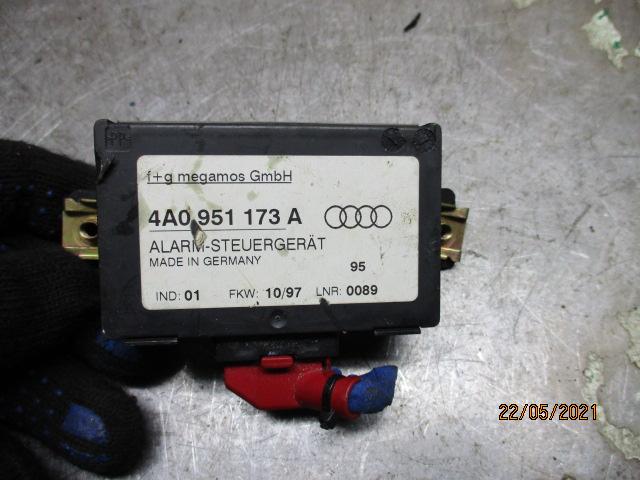 f+g megamos GmbH
4A0 951 173 A
ALARM-STEUERGERÄT
MADE IN GERMANY
95
IND: 01 FKW: 10/97 LNR: 0089
22/05/2021